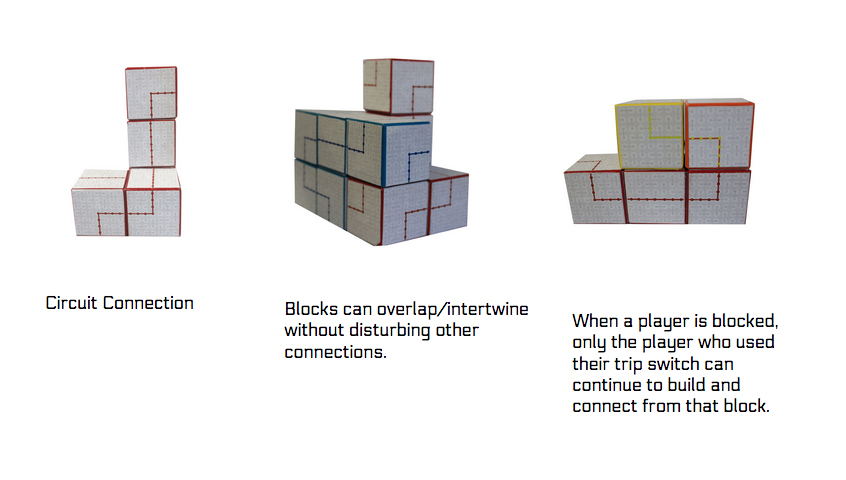 Circuit Connection
Blocks can overlap/intertwine
without disturbing other
connections.
When a player is blocked,
only the player who used
their trip switch can
continue to build and
connect from that block.